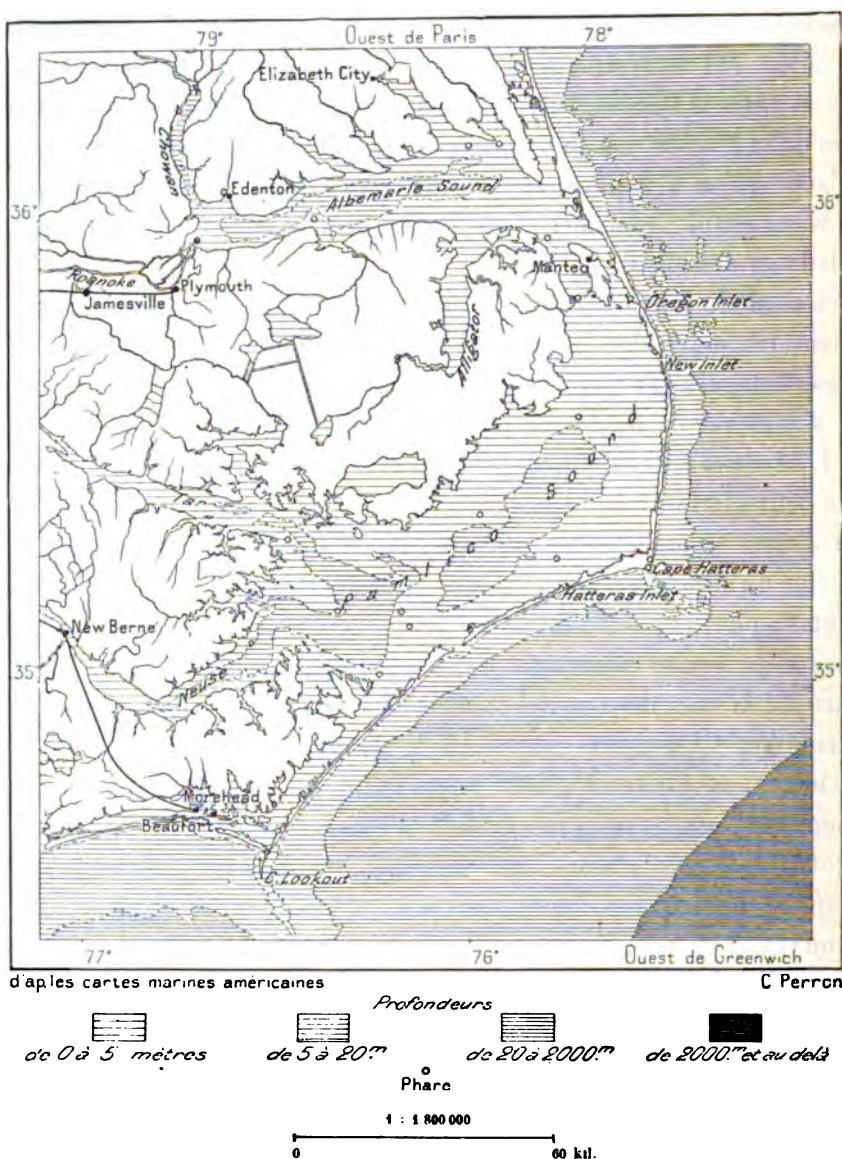 79° Ouest de Paris 78°
Elizabeth City
Chowan
Edenton
Albemarle Sound
36° 36°
Roanoke
Plymouth
Jamesville
Manteo
Oregon Inlet
Alligator
New Inlet
Tar
Pamlico Sound
Cape Hatteras
Hatteras Inlet
New Berne
35° 35°
Neuse
Morehead
Beaufort
C. Lookout
77° 76° Ouest de Greenwich
d'après cartes marines américaines C Perron
Profondeurs
de 0 à 5 mètres de 5 à 20m de 20 à 2000m de 2000m et au delà
Phare
1 : 1 800 000
0 60 kil.